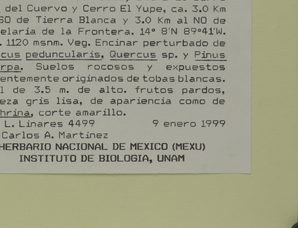 del Cuervo y Cerro El Yupe, ca. 3.0 Km
SO de Tierra Blanca y 3.0 Km al NO de
elaria de la Frontera. 14° 8'N 89°41'W.
. 1120 msnm. Veg. Encinar perturbado de
cus peduncularis, Quercus sp. y Pinus
rpa. Suelos rocosos y expuestos
entemente originados de tobas blancas.
l de 3.5 m. de alto. frutos pardos,
eza gris lisa, de apariencia como de
hrina, corte amarillo.
L. Linares 4499 9 enero 1999
Carlos A. Martinez
HERBARIO NACIONAL DE MEXICO (MEXU)
INSTITUTO DE BIOLOGIA, UNAM